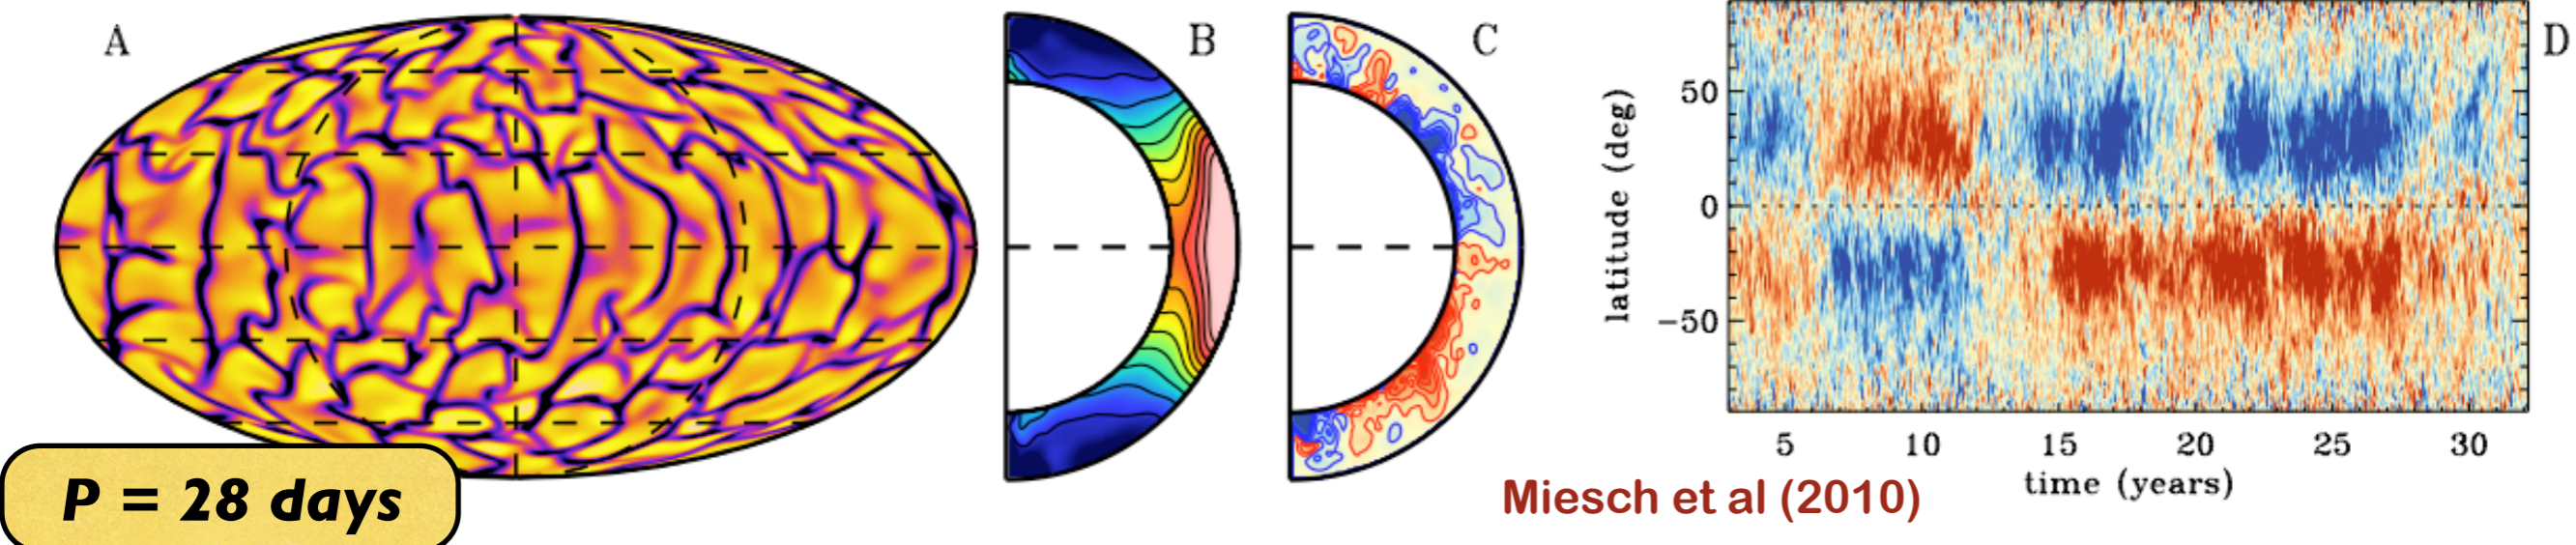 A
B
C
D
50
0
−50
latitude (deg)
5 10 15 20 25 30
time (years)
P = 28 days
Miesch et al (2010)